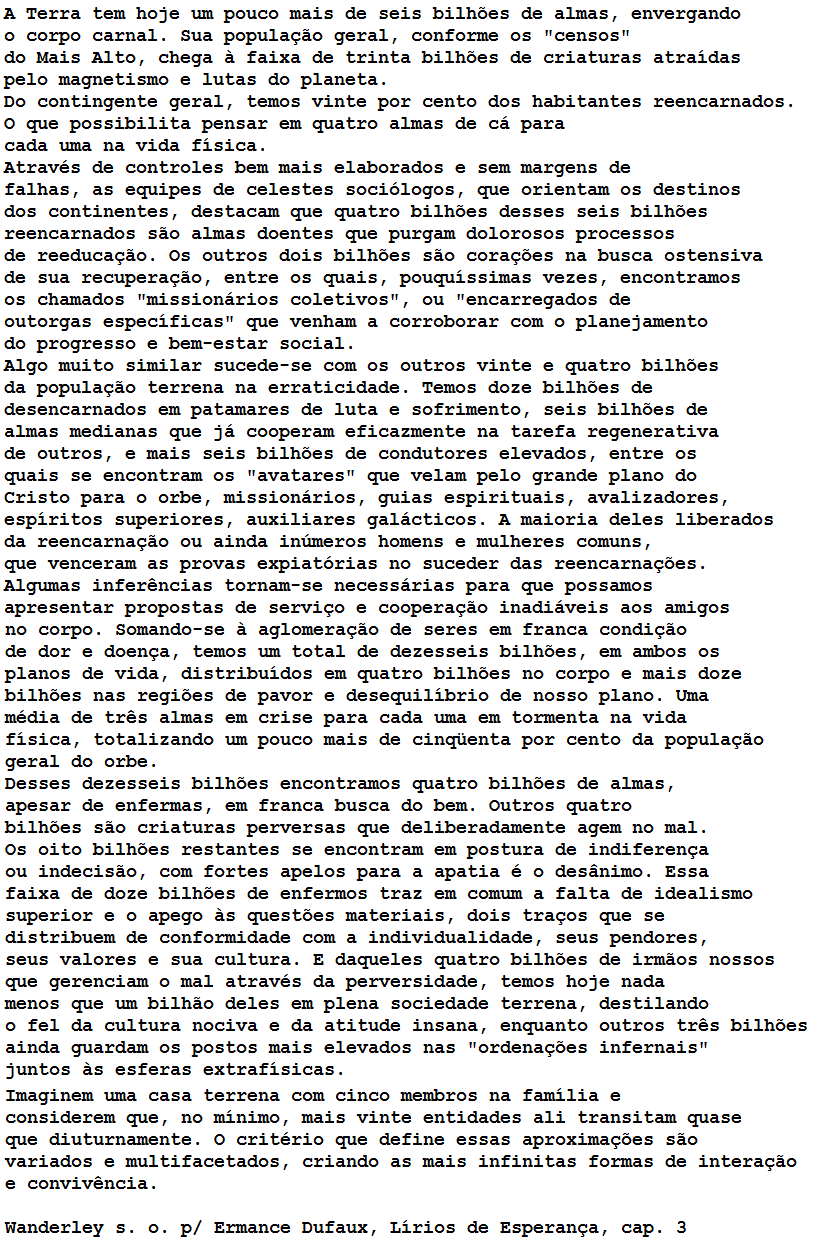 A Terra tem hoje um pouco mais de seis bilhões de almas, envergando
o corpo carnal. Sua população geral, conforme os "censos"
do Mais Alto, chega à faixa de trinta bilhões de criaturas atraídas
pelo magnetismo e lutas do planeta.
Do contingente geral, temos vinte por cento dos habitantes reencarnados.
O que possibilita pensar em quatro almas de cá para
cada uma na vida física.
Através de controles bem mais elaborados e sem margens de
falhas, as equipes de celestes sociólogos, que orientam os destinos
dos continentes, destacam que quatro bilhões desses seis bilhões
reencarnados são almas doentes que purgam dolorosos processos
de reeducação. Os outros dois bilhões são corações na busca ostensiva
de sua recuperação, entre os quais, pouquíssimas vezes, encontramos
os chamados "missionários coletivos", ou "encarregados de
outorgas específicas" que venham a corroborar com o planejamento
do progresso e bem-estar social.
Algo muito similar sucede-se com os outros vinte e quatro bilhões
da população terrena na erraticidade. Temos doze bilhões de
desencarnados em patamares de luta e sofrimento, seis bilhões de
almas medianas que já cooperam eficazmente na tarefa regenerativa
de outros, e mais seis bilhões de condutores elevados, entre os
quais se encontram os "avatares" que velam pelo grande plano do
Cristo para o orbe, missionários, guias espirituais, avalizadores,
espíritos superiores, auxiliares galácticos. A maioria deles liberados
da reencarnação ou ainda inúmeros homens e mulheres comuns,
que venceram as provas expiatórias no suceder das reencarnações.
Algumas inferências tornam-se necessárias para que possamos
apresentar propostas de serviço e cooperação inadiáveis aos amigos
no corpo. Somando-se à aglomeração de seres em franca condição
de dor e doença, temos um total de dezesseis bilhões, em ambos os
planos de vida, distribuídos em quatro bilhões no corpo e mais doze
bilhões nas regiões de pavor e desequilíbrio de nosso plano. Uma
média de três almas em crise para cada uma em tormenta na vida
física, totalizando um pouco mais de cinqüenta por cento da população
geral do orbe.
Desses dezesseis bilhões encontramos quatro bilhões de almas,
apesar de enfermas, em franca busca do bem. Outros quatro
bilhões são criaturas perversas que deliberadamente agem no mal.
Os oito bilhões restantes se encontram em postura de indiferença
ou indecisão, com fortes apelos para a apatia é o desânimo. Essa
faixa de doze bilhões de enfermos traz em comum a falta de idealismo
superior e o apego às questões materiais, dois traços que se
distribuem de conformidade com a individualidade, seus pendores,
seus valores e sua cultura. E daqueles quatro bilhões de irmãos nossos
que gerenciam o mal através da perversidade, temos hoje nada
menos que um bilhão deles em plena sociedade terrena, destilando
o fel da cultura nociva e da atitude insana, enquanto outros três bilhões
ainda guardam os postos mais elevados nas "ordenações infernais"
juntos às esferas extrafísicas.
Imaginem uma casa terrena com cinco membros na família e
considerem que, no mínimo, mais vinte entidades ali transitam quase
que diuturnamente. O critério que define essas aproximações são
variados e multifacetados, criando as mais infinitas formas de interação
e convivência.
Wanderley s. o. p/ Ermance Dufaux, Lírios de Esperança, cap. 3